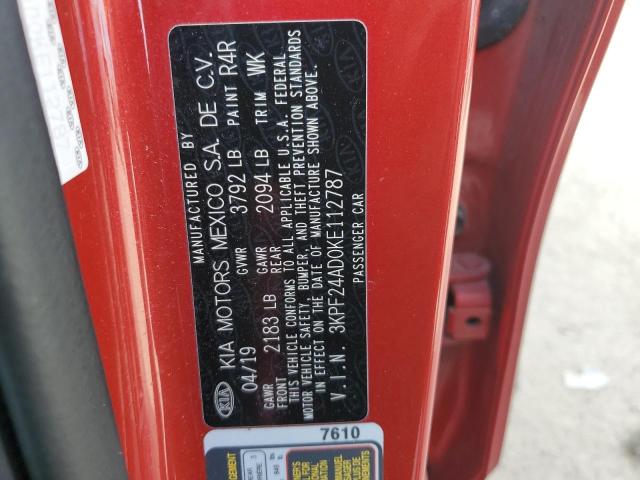 MANUFACTURED BY
KIA KIA MOTORS MEXICO S.A. DE C.V.
04/19 GVWR 3792 LB PAINT R4R
GAWR FRONT 2183 LB GAWR REAR 2094 LB TRIM WK
THIS VEHICLE CONFORMS TO ALL APPLICABLE U.S.A. FEDERAL
MOTOR VEHICLE SAFETY, BUMPER, AND THEFT PREVENTION STANDARDS
IN EFFECT ON THE DATE OF MANUFACTURE SHOWN ABOVE.
V.I.N. 3KPF24AD0KE112787
PASSENGER CAR
7610